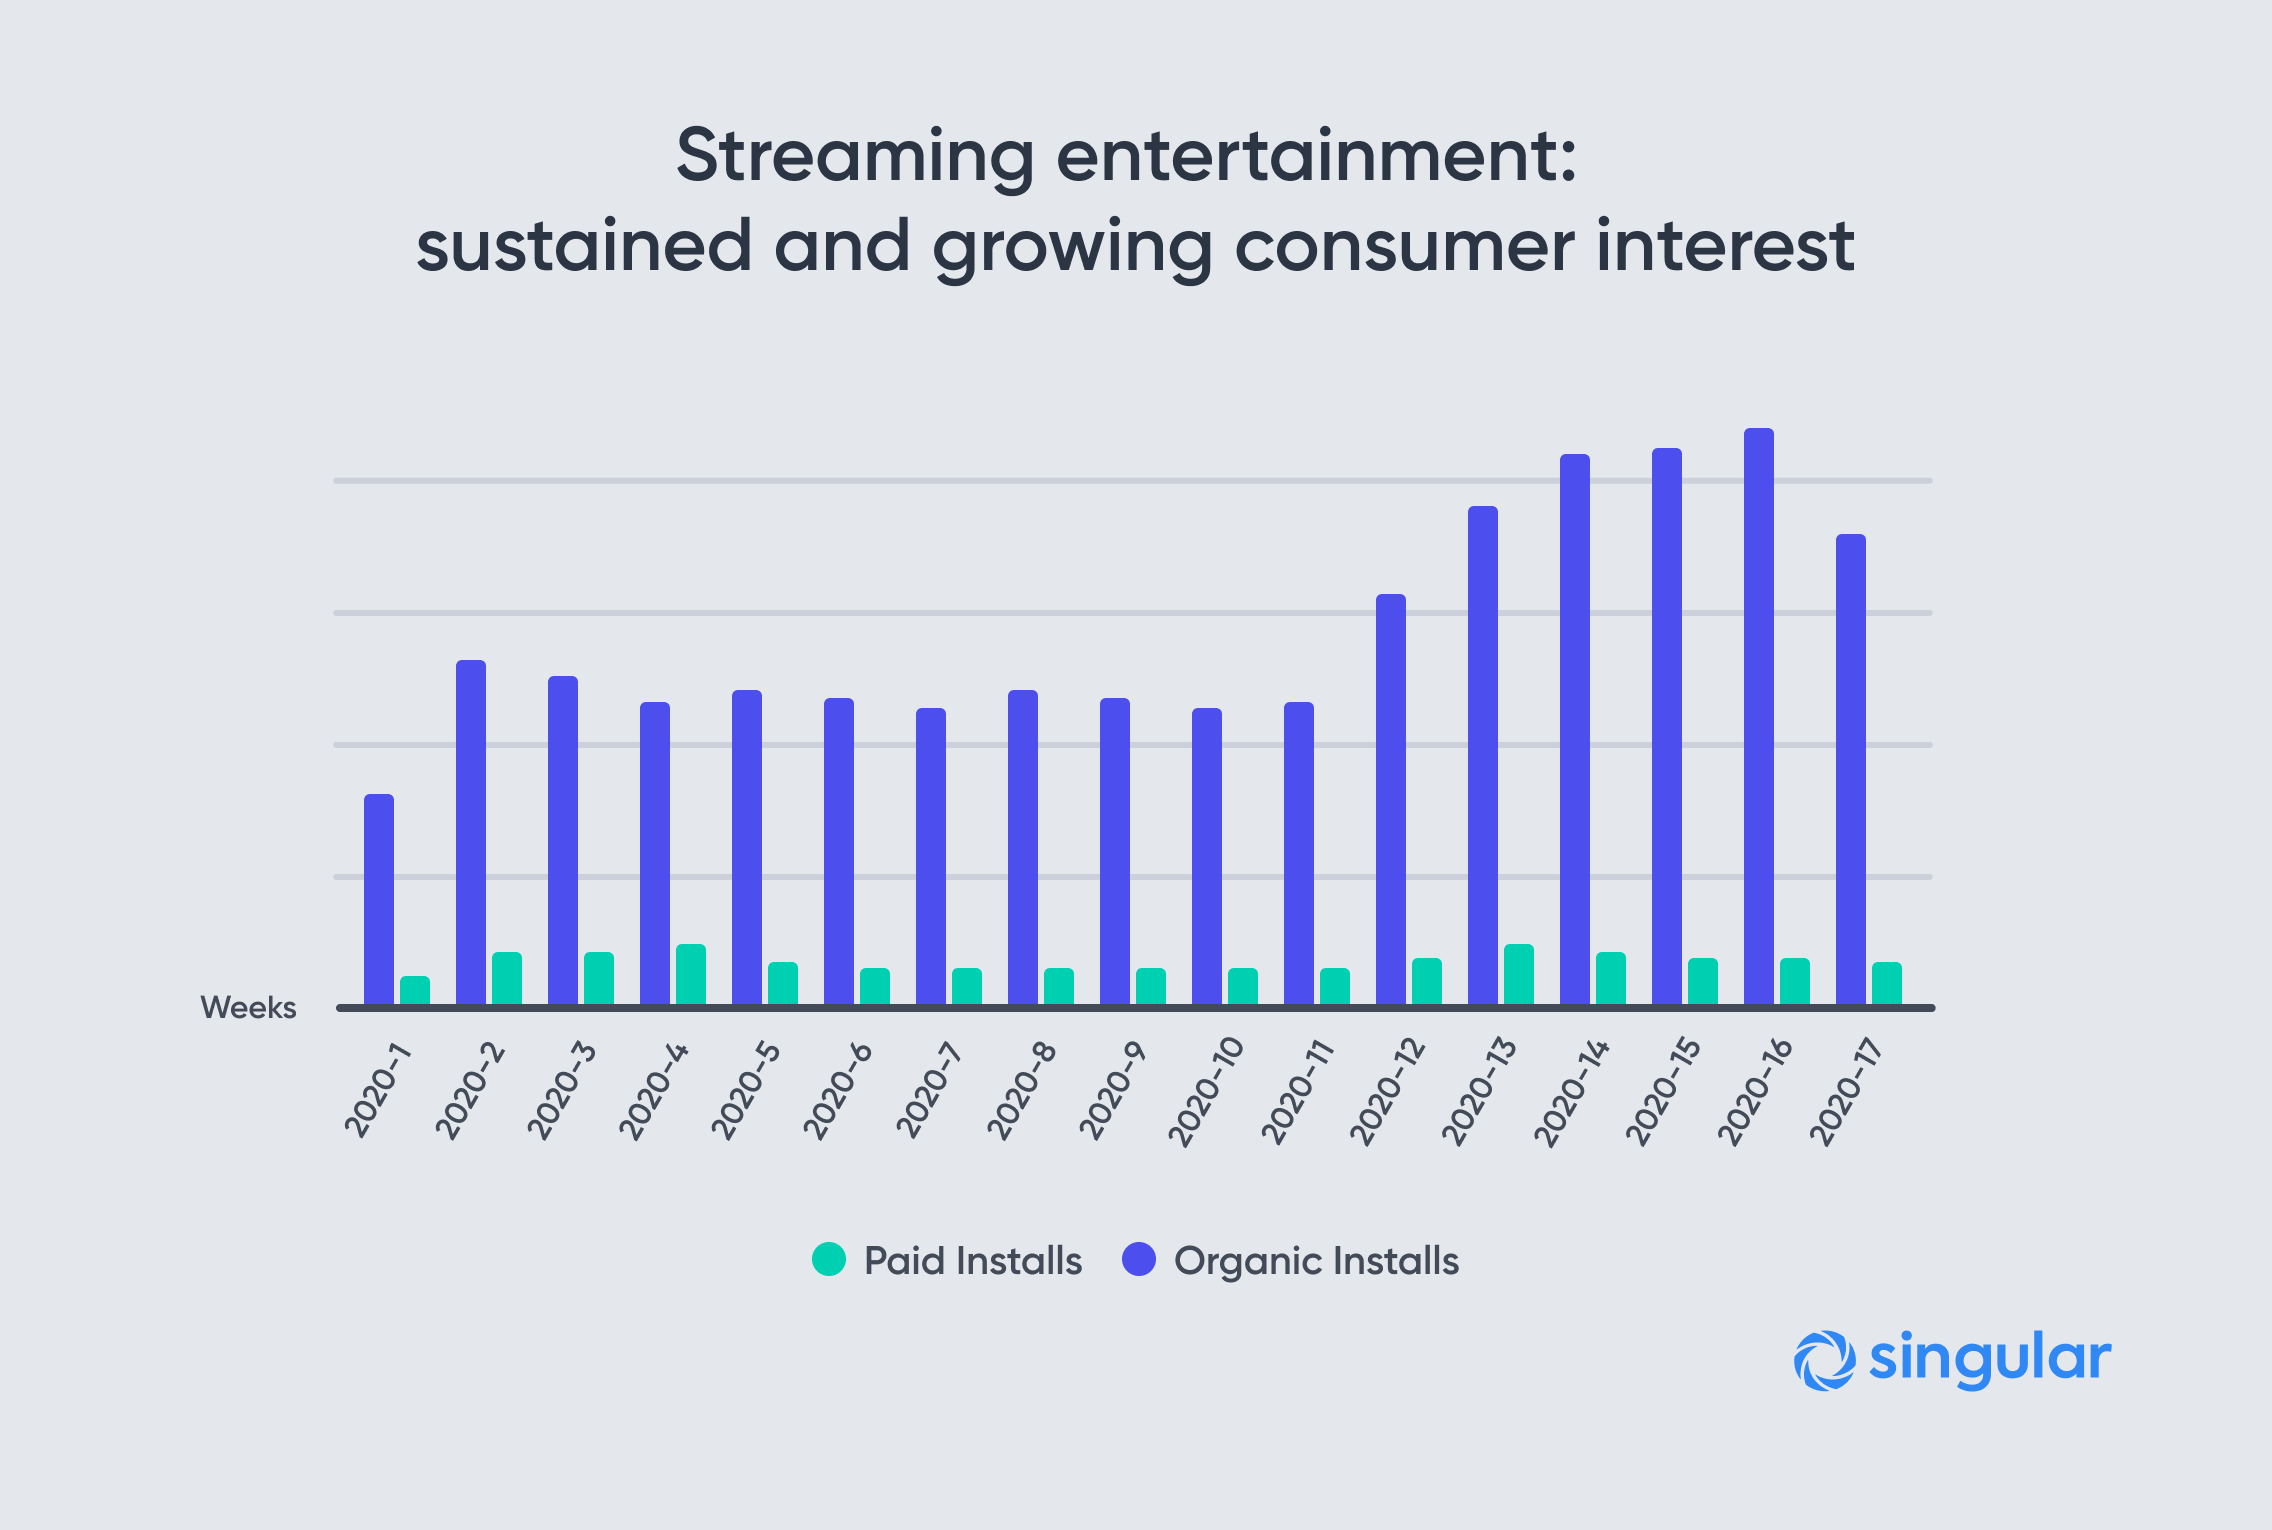 Streaming entertainment:
sustained and growing consumer interest
Weeks
2020-1
2020-2
2020-3
2020-4
2020-5
2020-6
2020-7
2020-8
2020-9
2020-10
2020-11
2020-12
2020-13
2020-14
2020-15
2020-16
2020-17
Paid Installs
Organic Installs
singular